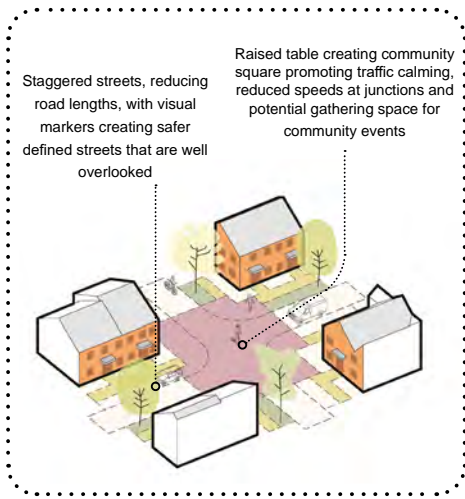 Staggered streets, reducing
road lengths, with visual
markers creating safer
defined streets that are well
overlooked
Raised table creating community
square promoting traffic calming,
reduced speeds at junctions and
potential gathering space for
community events